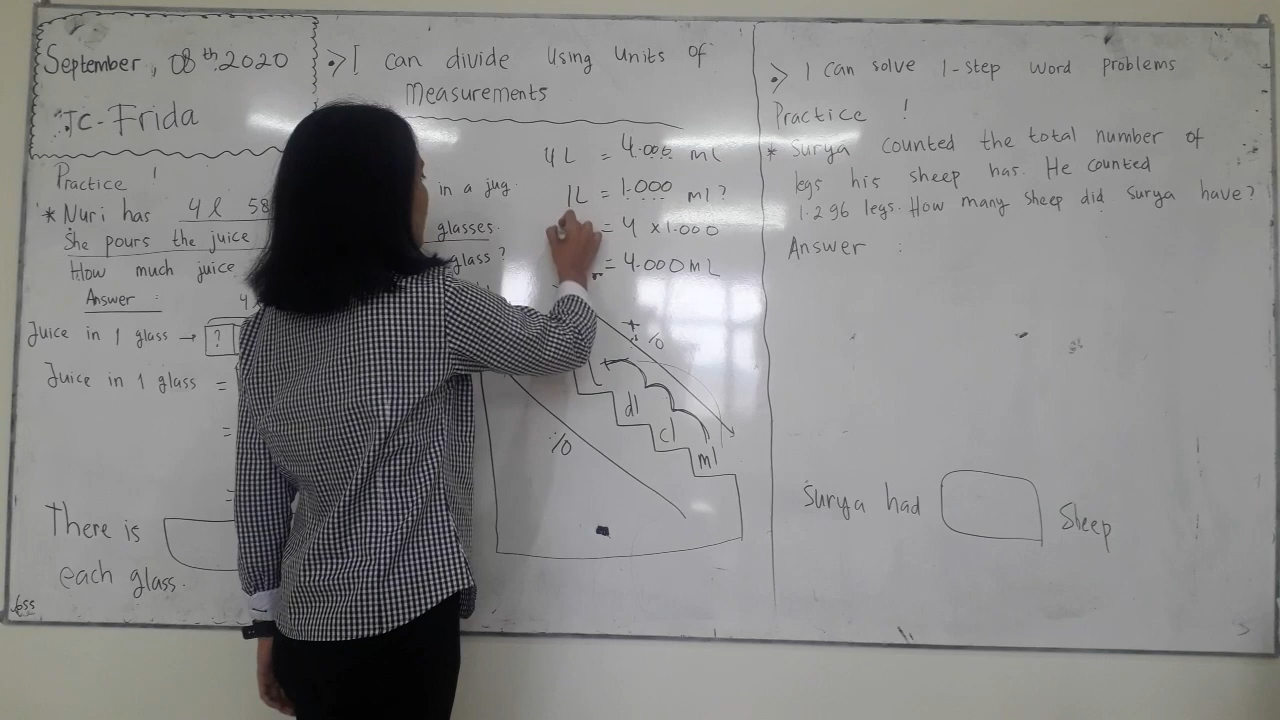 September, 08th 2020
Tc-Frida
I can divide using units of
Measurements
Practice !
* Nuri has 4 l 58
in a jug.
She pours the juice
glasses.
How much juice
glass?
Answer :
4 l
Juice in 1 glass → ?
Juice in 1 glass =
=
=
There is
each glass.
4 L = 4.000 ml
1L = 1.000 ml ?
= 4 x 1.000
= 4.000 mL
dl
cl
ml
I can solve 1-step word problems
Practice !
* Surya counted the total number of
legs his sheep has. He counted
1.296 legs. How many sheep did Surya have?
Answer :
Surya had
Sheep